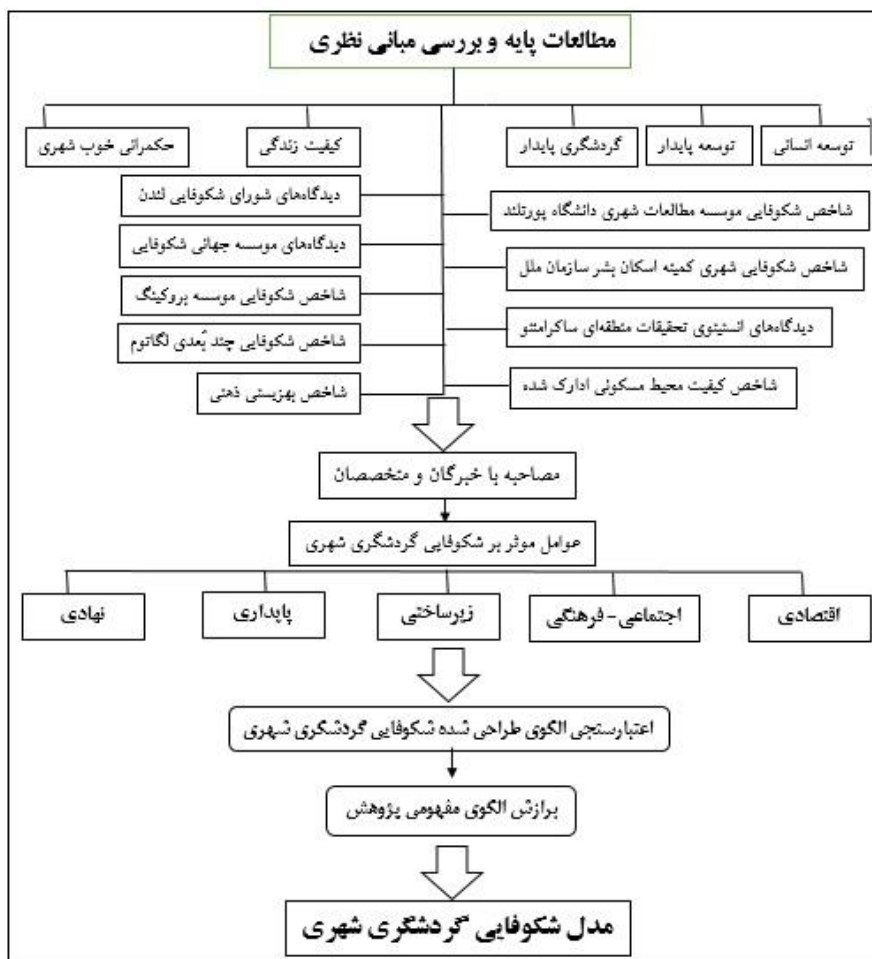 مطالعات پایه و بررسی مبانی نظری
توسعه انسانی
توسعه پایدار
گردشگری پایدار
کیفیت زندگی
حکمرانی خوب شهری
شاخص شکوفایی موسسه مطالعات شهری دانشگاه پورتلند
شاخص شکوفایی شهری کمیته اسکان بشر سازمان ملل
دیدگاه‌های انستیتوی تحقیقات منطقه‌ای ساکرامنتو
شاخص کیفیت محیط مسکونی ادارک شده
دیدگاه‌های شورای شکوفایی لندن
دیدگاه‌های موسسه جهانی شکوفایی
شاخص شکوفایی موسسه بروکینگ
شاخص شکوفایی چند بُعدی لگاتوم
شاخص بهزیستی ذهنی
مصاحبه با خبرگان و متخصصان
عوامل موثر بر شکوفایی گردشگری شهری
اقتصادی
اجتماعی-فرهنگی
زیرساختی
پایداری
نهادی
اعتبارسنجی الگوی طراحی شده شکوفایی گردشگری شهری
برازش الگوی مفهومی پژوهش
مدل شکوفایی گردشگری شهری